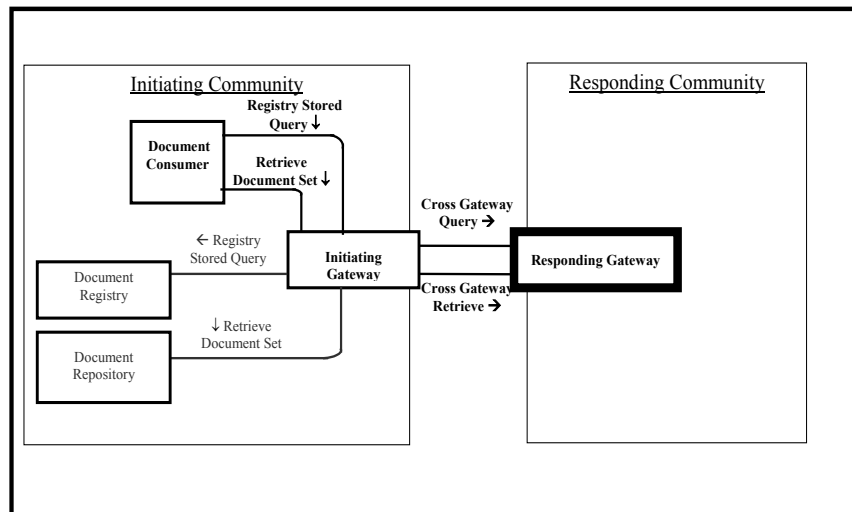 Initiating Community
Responding Community
Registry Stored
Query ↓
Document
Consumer
Retrieve
Document Set ↓
Cross Gateway
Query →
← Registry
Stored Query
Initiating
Gateway
Responding Gateway
Document
Registry
Cross Gateway
Retrieve →
↓ Retrieve
Document Set
Document
Repository